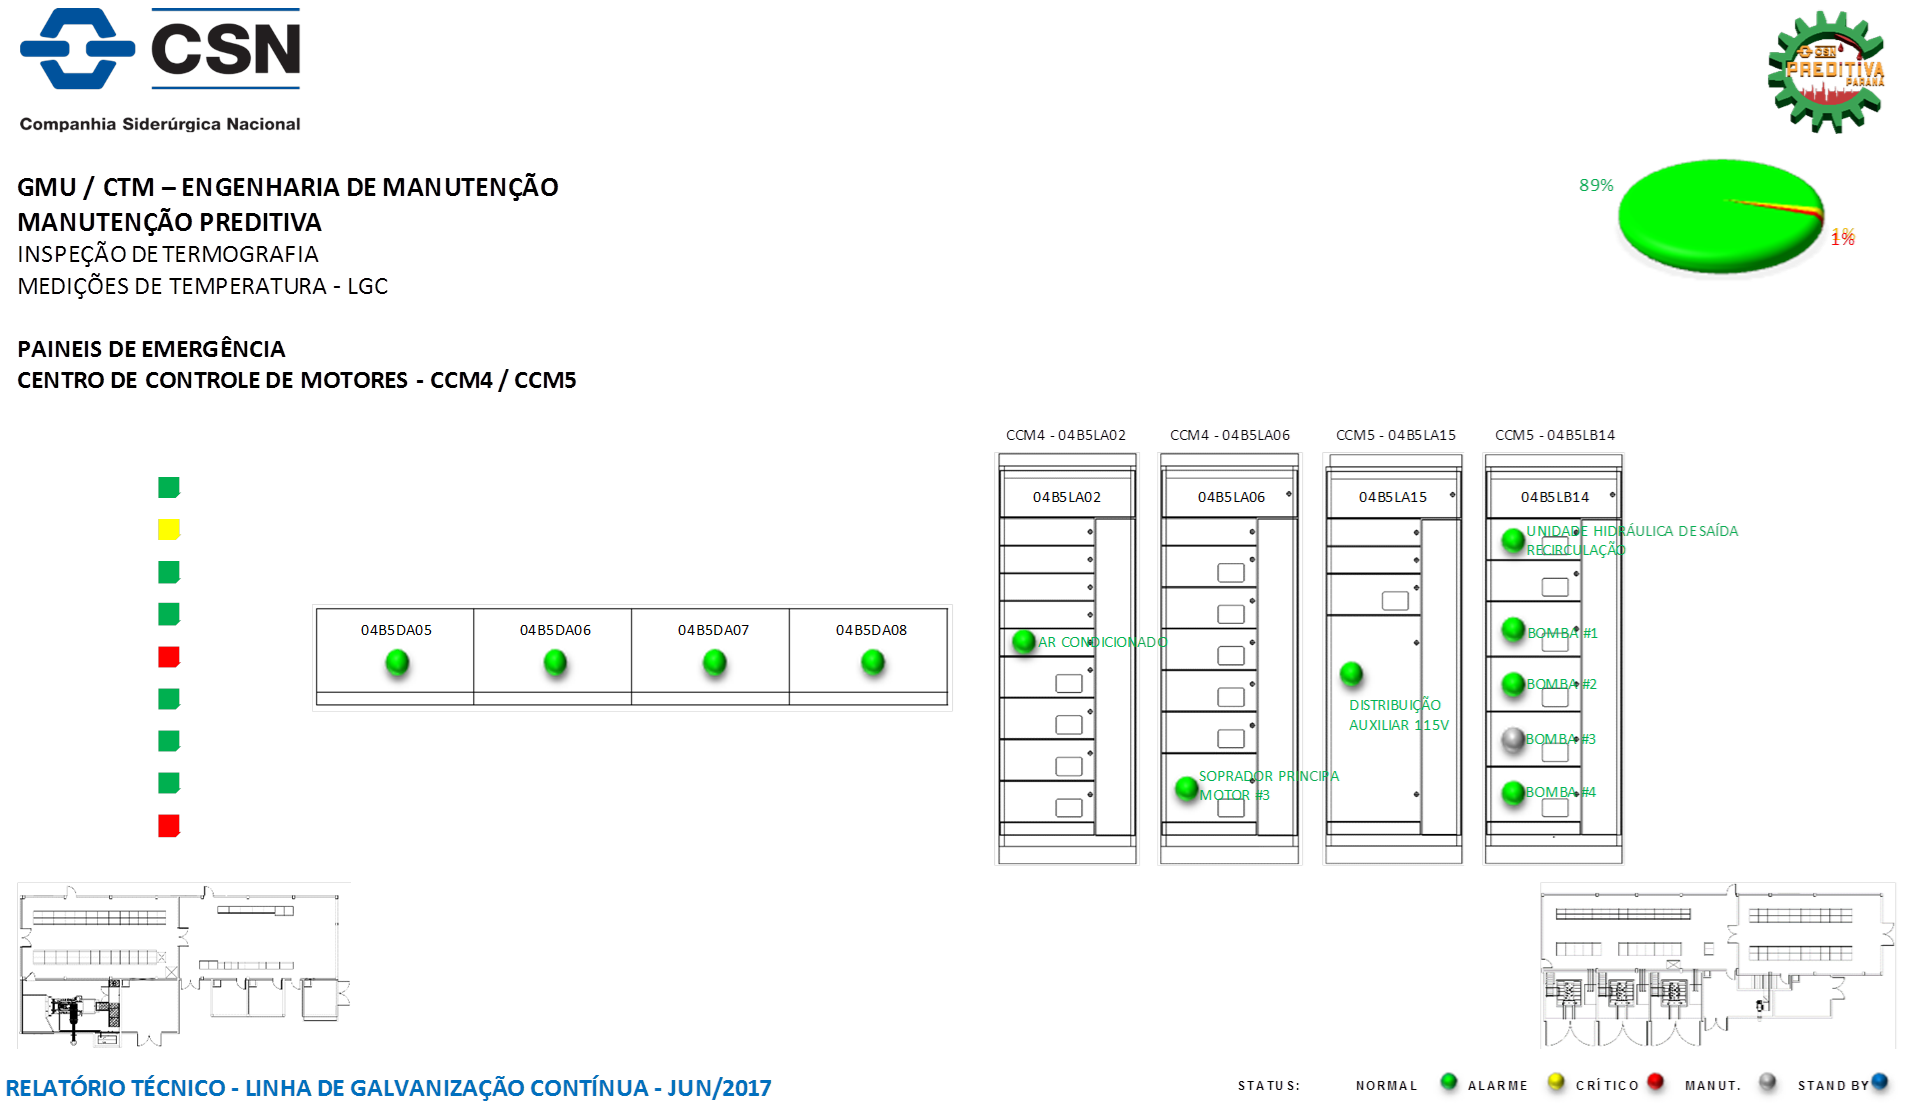 CSN
Companhia Siderúrgica Nacional
CSN
PREDITIVA
PARANÁ
GMU / CTM – ENGENHARIA DE MANUTENÇÃO
MANUTENÇÃO PREDITIVA
INSPEÇÃO DE TERMOGRAFIA
MEDIÇÕES DE TEMPERATURA - LGC
89%
1%
1%
PAINEIS DE EMERGÊNCIA
CENTRO DE CONTROLE DE MOTORES - CCM4 / CCM5
CCM4 - 04B5LA02
CCM4 - 04B5LA06
CCM5 - 04B5LA15
CCM5 - 04B5LB14
04B5LA02
04B5LA06
04B5LA15
04B5LB14
UNIDADE HIDRÁULICA DE SAÍDA
RECIRCULAÇÃO
04B5DA05
04B5DA06
04B5DA07
04B5DA08
AR CONDICIONADO
BOMBA #1
BOMBA #2
DISTRIBUIÇÃO
AUXILIAR 115V
BOMBA #3
SOPRADOR PRINCIPA
MOTOR #3
BOMBA #4
RELATÓRIO TÉCNICO - LINHA DE GALVANIZAÇÃO CONTÍNUA - JUN/2017
STATUS: NORMAL ALARME CRÍTICO MANUT. STAND BY